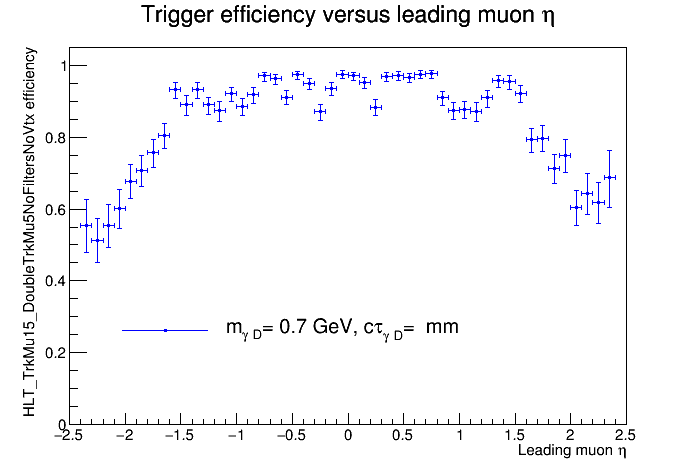 Trigger efficiency versus leading muon η
HLT_TrkMu15_DoubleTrkMu5NoFiltersNoVtx efficiency
1
0.8
0.6
0.4
0.2
0
m_γ D= 0.7 GeV, cτ_γ D=  mm
−2.5 −2 −1.5 −1 −0.5 0 0.5 1 1.5 2 2.5
Leading muon η